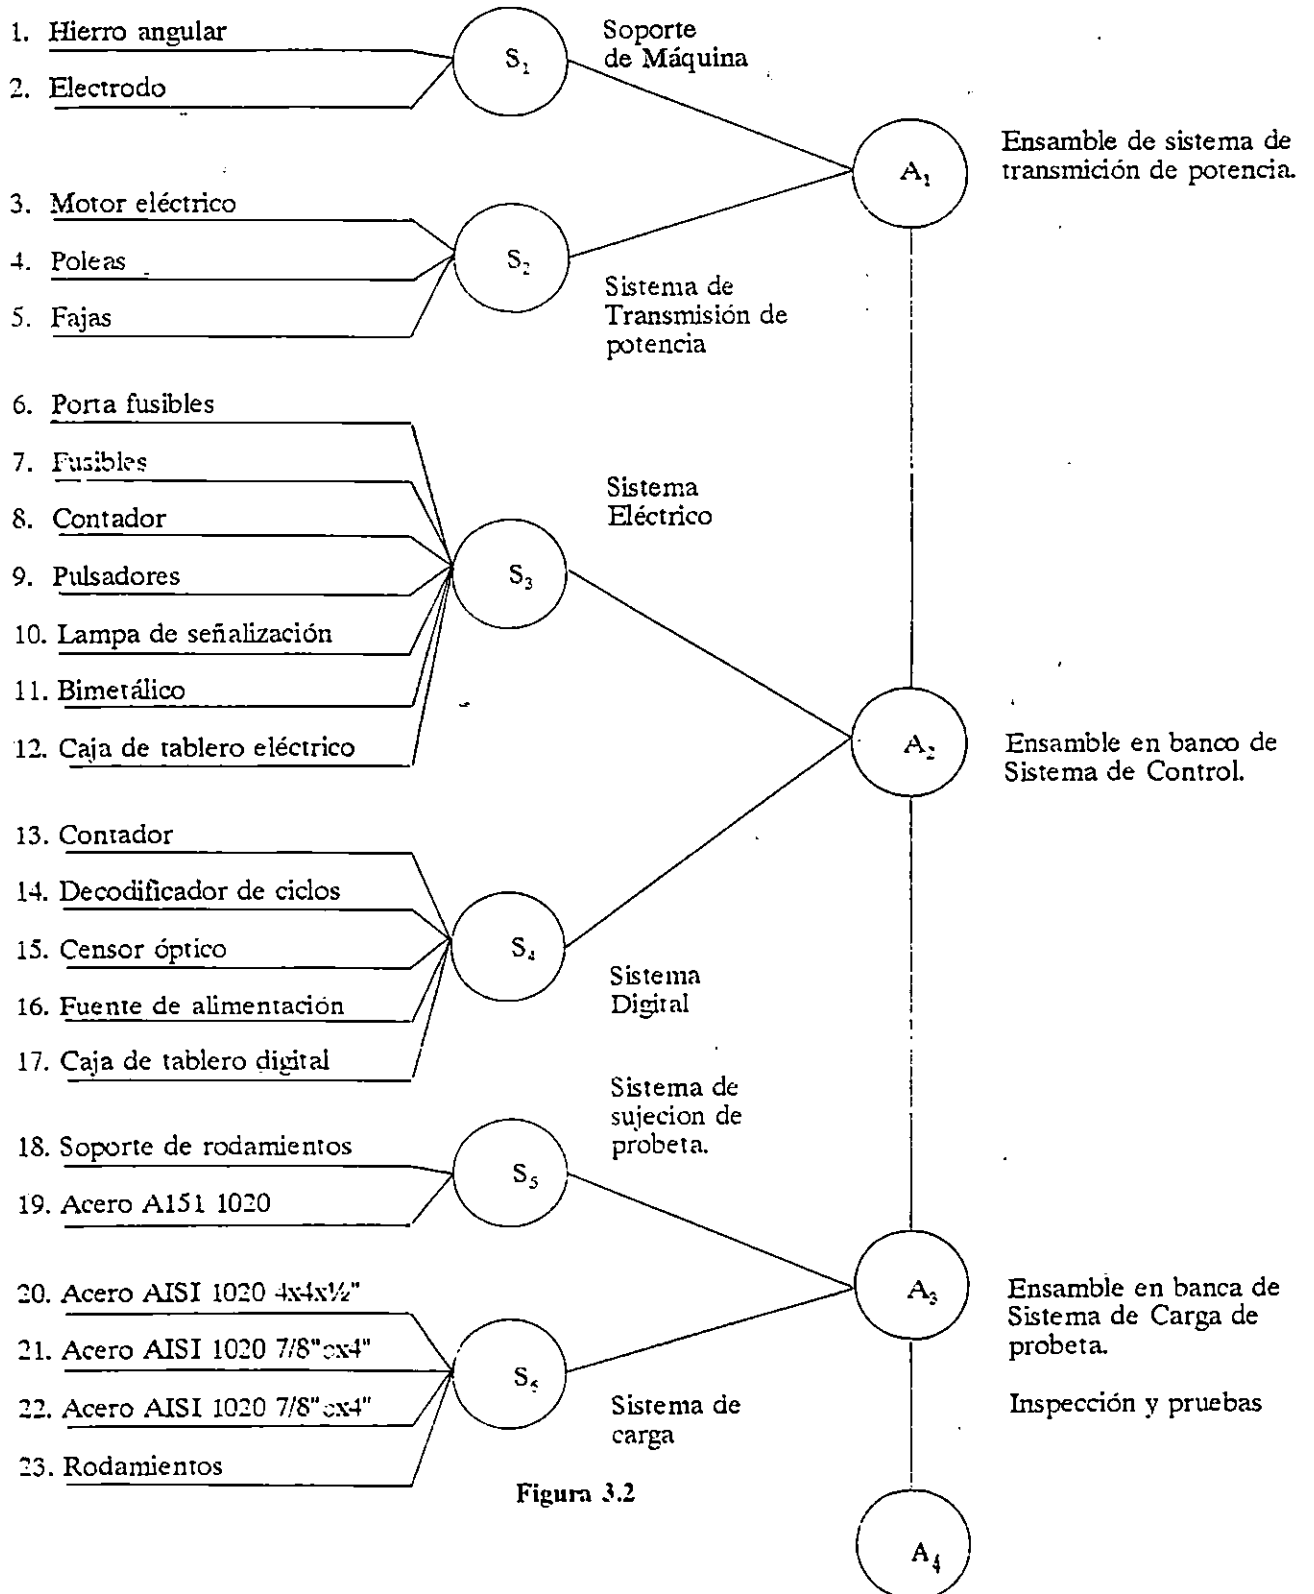 1. Hierro angular
2. Electrodo
S₁
Soporte
de Máquina
3. Motor eléctrico
4. Poleas
5. Fajas
S₂
Sistema de
Transmisión de
potencia
A₁
Ensamble de sistema de
transmición de potencia.
6. Porta fusibles
7. Fusibles
8. Contador
9. Pulsadores
10. Lampa de señalización
11. Bimetálico
12. Caja de tablero eléctrico
S₃
Sistema
Eléctrico
13. Contador
14. Decodificador de ciclos
15. Censor óptico
16. Fuente de alimentación
17. Caja de tablero digital
S₄
Sistema
Digital
A₂
Ensamble en banco de
Sistema de Control.
18. Soporte de rodamientos
19. Acero A151 1020
S₅
Sistema de
sujecion de
probeta.
20. Acero AISI 1020 4x4x½"
21. Acero AISI 1020 7/8" x4"
22. Acero AISI 1020 7/8" x4"
23. Rodamientos
S₆
Sistema de
carga
A₃
Ensamble en banca de
Sistema de Carga de
probeta.
Inspección y pruebas
A₄
Figura 3.2